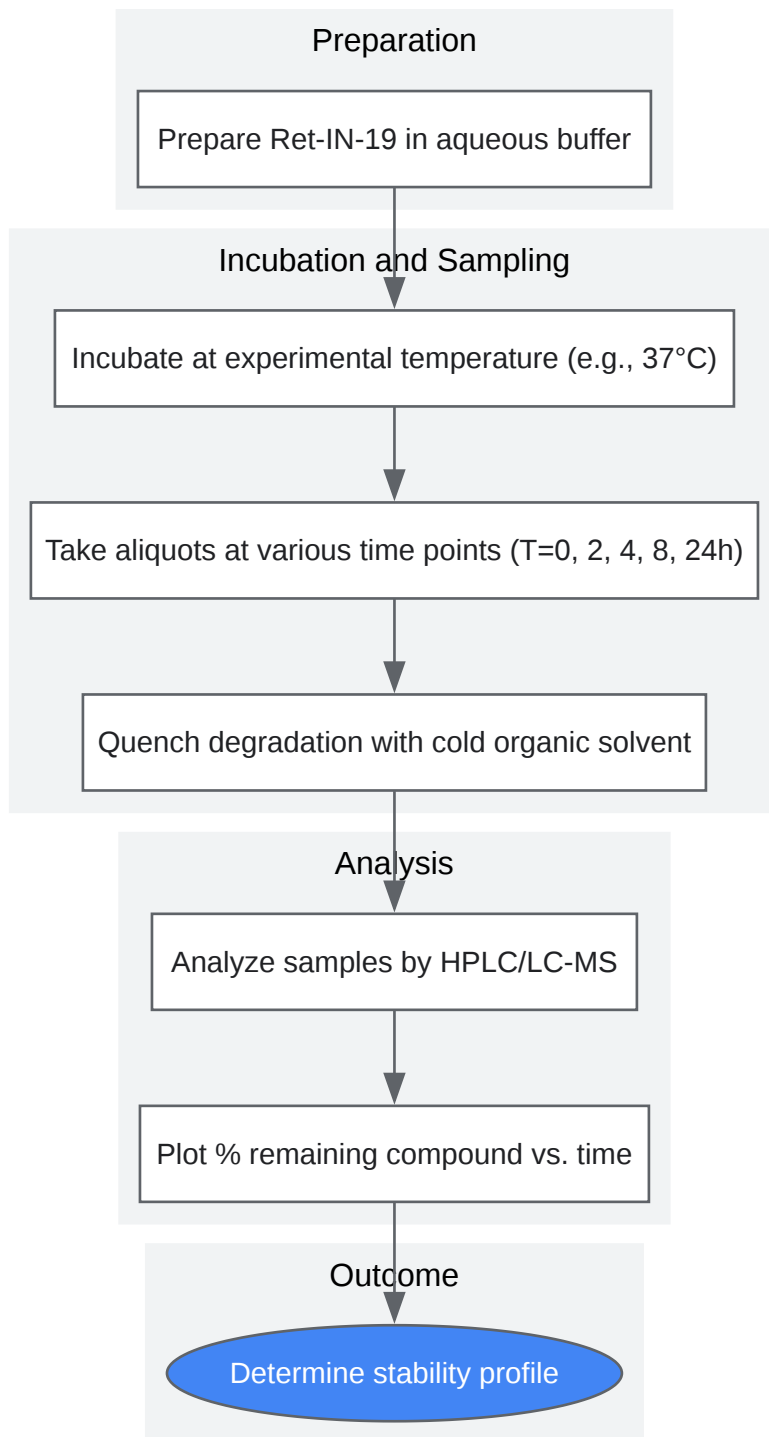 Preparation
Prepare Ret-IN-19 in aqueous buffer
Incubation and Sampling
Incubate at experimental temperature (e.g., 37°C)
Take aliquots at various time points (T=0, 2, 4, 8, 24h)
Quench degradation with cold organic solvent
Analysis
Analyze samples by HPLC/LC-MS
Plot % remaining compound vs. time
Outcome
Determine stability profile